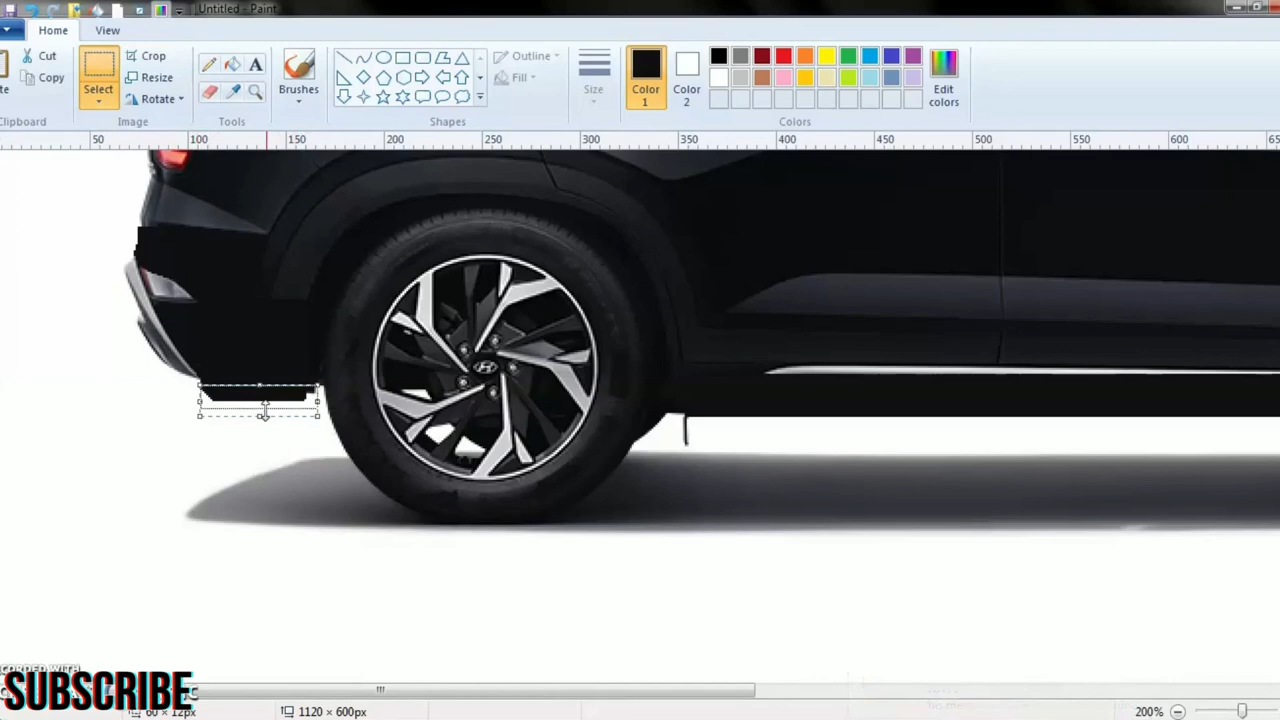 Untitled - Paint
Home
View
Cut
Copy
Crop
Resize
Rotate
Select
Brushes
Outline
Fill
Size
Color 1
Color 2
Edit colors
Clipboard
Image
Tools
Shapes
Colors
50
100
150
200
250
300
350
400
450
500
550
600
SUBSCRIBE
60 × 12px
1120 × 600px
200%